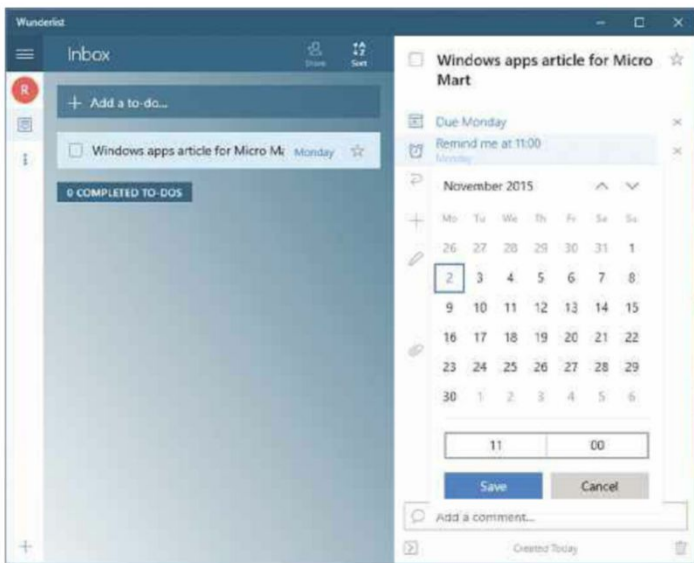 Wunderlist
Inbox
Share
Sort
R
Add a to-do...
Windows apps article for Micro Ma Monday
0 COMPLETED TO-DOS
Windows apps article for Micro
Mart
Due Monday
Remind me at 11:00
Monday
November 2015
Mo Tu We Th Fr Sa Su
26 27 28 29 30 31 1
2 3 4 5 6 7 8
9 10 11 12 13 14 15
16 17 18 19 20 21 22
23 24 25 26 27 28 29
30 1 2 3 4 5 6
11 00
Save Cancel
Add a comment...
Created Today